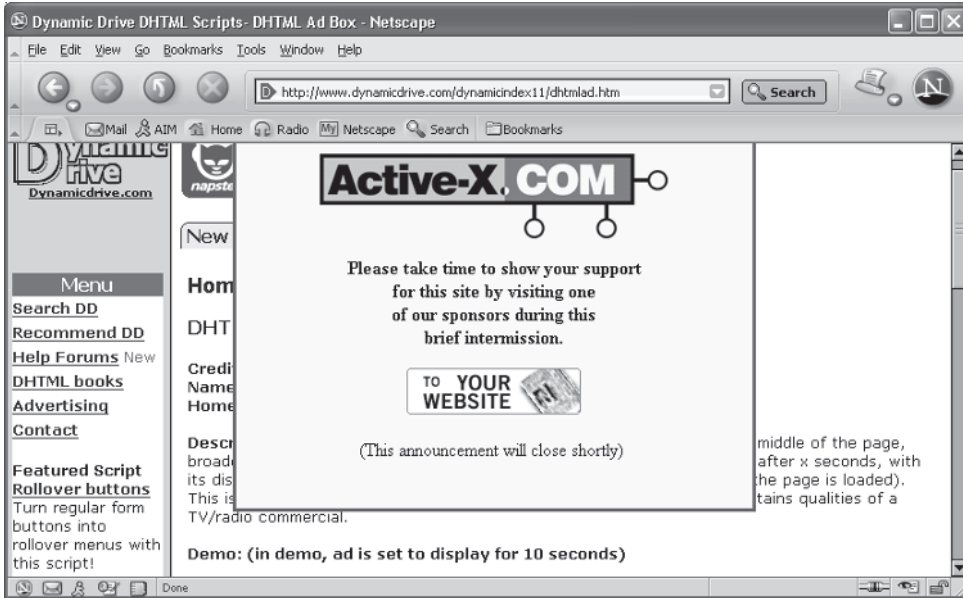 Dynamic Drive DHTML Scripts- DHTML Ad Box - Netscape
File Edit View Go Bookmarks Tools Window Help
http://www.dynamicdrive.com/dynamicindex11/dhtmlad.htm
Search
N
Mail AIM Home Radio My Netscape Search Bookmarks
Dynamic
Drive
Dynamicdrive.com
napste
New
Menu
Search DD
Recommend DD
Help Forums New
DHTML books
Advertising
Contact
Featured Script
Rollover buttons
Turn regular form
buttons into
rollover menus with
this script!
Hom
DHT
Credi
Name
Home
Active-X.COM
Please take time to show your support
for this site by visiting one
of our sponsors during this
brief intermission.
TO YOUR
WEBSITE
(This announcement will close shortly)
Descr middle of the page,
broad after x seconds, with
its dis the page is loaded).
This is tains qualities of a
TV/radio commercial.
Demo: (in demo, ad is set to display for 10 seconds)
Done